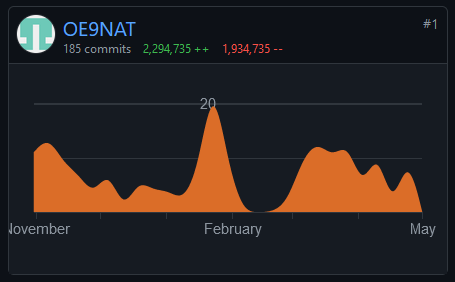 OE9NAT
#1
185 commits 2,294,735 ++ 1,934,735 --
20
November February May